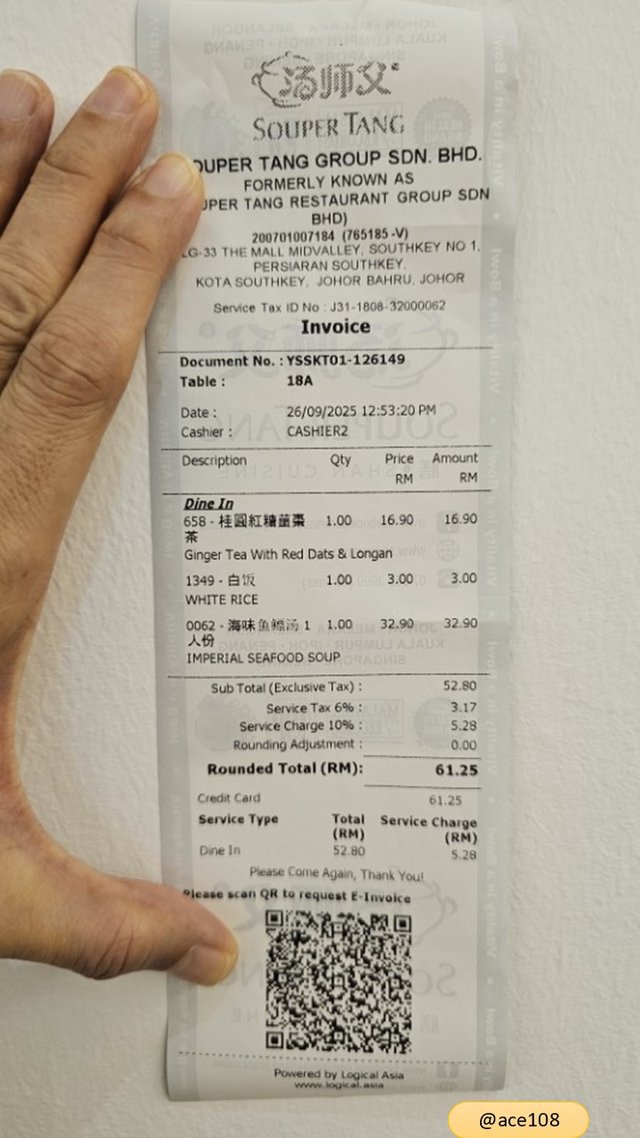 汤师父
SOUPER TANG
OUPER TANG GROUP SDN. BHD.
FORMERLY KNOWN AS
UPER TANG RESTAURANT GROUP SDN
BHD)
200701007184 (765185-V)
LG-33 THE MALL MIDVALLEY, SOUTHKEY NO 1,
PERSIARAN SOUTHKEY,
KOTA SOUTHKEY, JOHOR BAHRU, JOHOR
Service Tax ID No : J31-1808-32000062
Invoice
Document No. : YSSKT01-126149
Table : 18A
Date : 26/09/2025 12:53:20 PM
Cashier : CASHIER2
Description Qty Price Amount
RM RM
Dine In
658 - 桂圓紅糖薑棗 1.00 16.90 16.90
茶
Ginger Tea With Red Dats & Longan
1349 - 白饭 1.00 3.00 3.00
WHITE RICE
0062 - 海味鱼鳔汤 1 1.00 32.90 32.90
人份
IMPERIAL SEAFOOD SOUP
Sub Total (Exclusive Tax) : 52.80
Service Tax 6% : 3.17
Service Charge 10% : 5.28
Rounding Adjustment : 0.00
Rounded Total (RM): 61.25
Credit Card 61.25
Service Type Total Service Charge
(RM) (RM)
Dine In 52.80 5.28
Please Come Again, Thank You!
Please scan QR to request E-Invoice
Powered by Logical Asia
www.logical.asia
@ace108